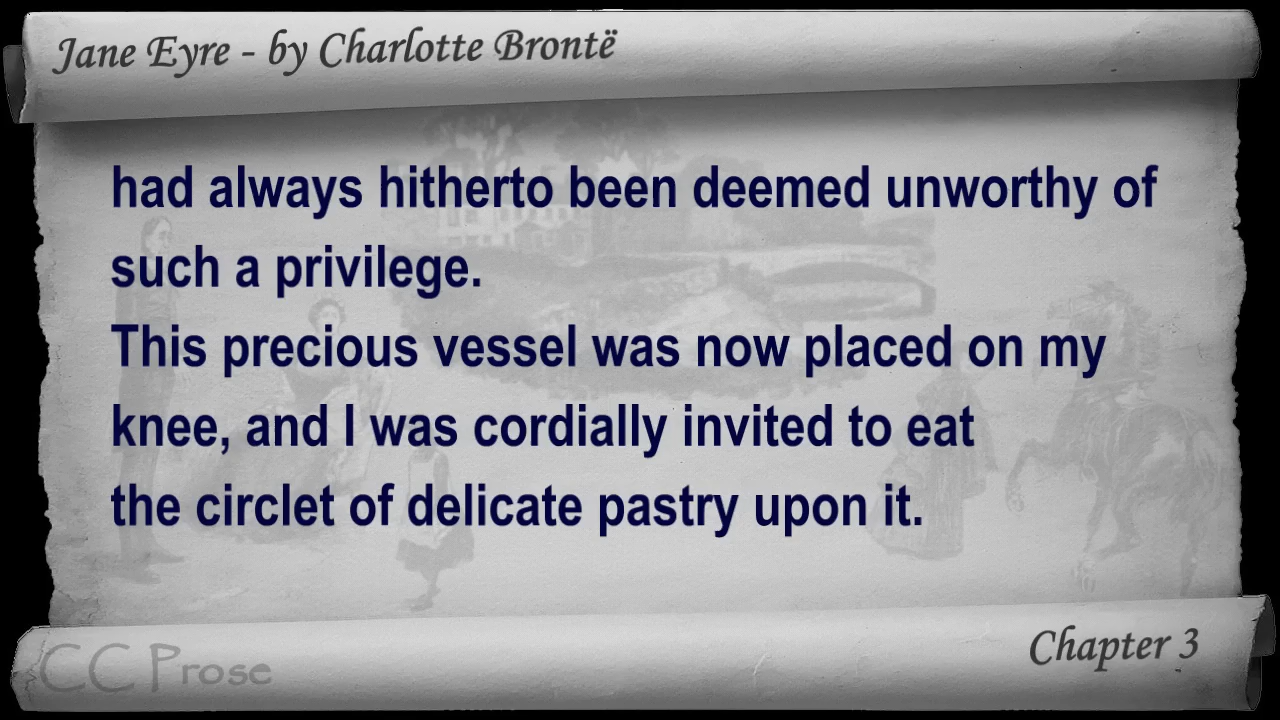 Jane Eyre - by Charlotte Brontë
had always hitherto been deemed unworthy of
such a privilege.
This precious vessel was now placed on my
knee, and I was cordially invited to eat
the circlet of delicate pastry upon it.
Chapter 3
CC Prose